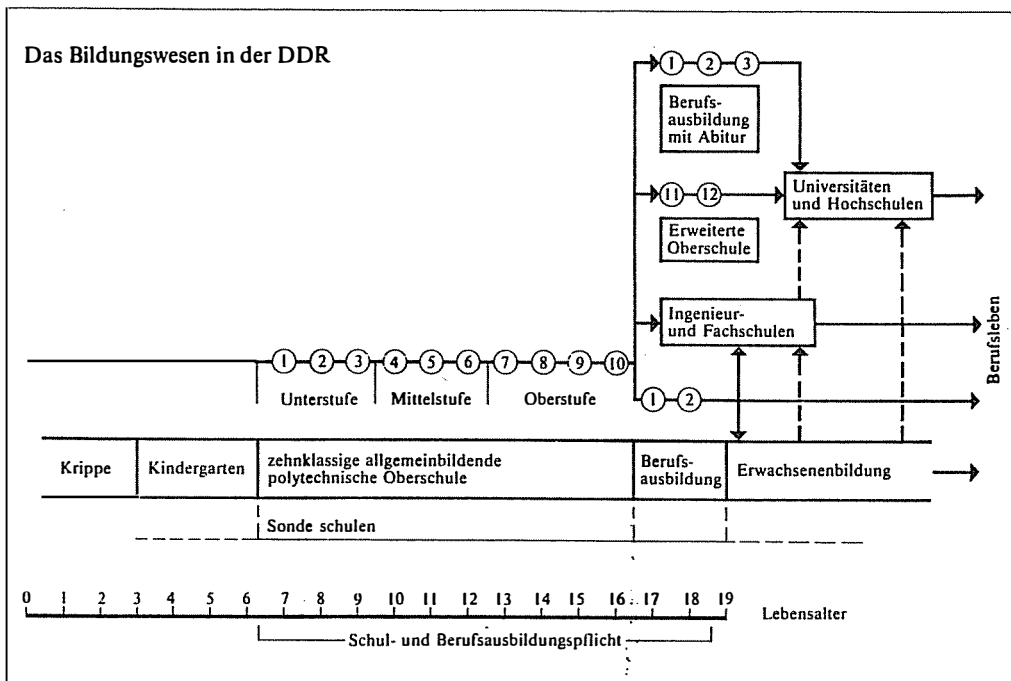 Das Bildungswesen in der DDR
1 2 3
Berufs-
ausbildung
mit Abitur
Universitäten
und Hochschulen
11 12
Erweiterte
Oberschule
Ingenieur-
und Fachschulen
Berufsleben
1 2 3 4 5 6 7 8 9 10
Unterstufe Mittelstufe Oberstufe
1 2
Krippe
Kindergarten
zehnklassige allgemeinbildende
polytechnische Oberschule
Berufs-
ausbildung
Erwachsenenbildung
Sonde schulen
0 1 2 3 4 5 6 7 8 9 10 11 12 13 14 15 16 17 18 19
Lebensalter
Schul- und Berufsausbildungspflicht